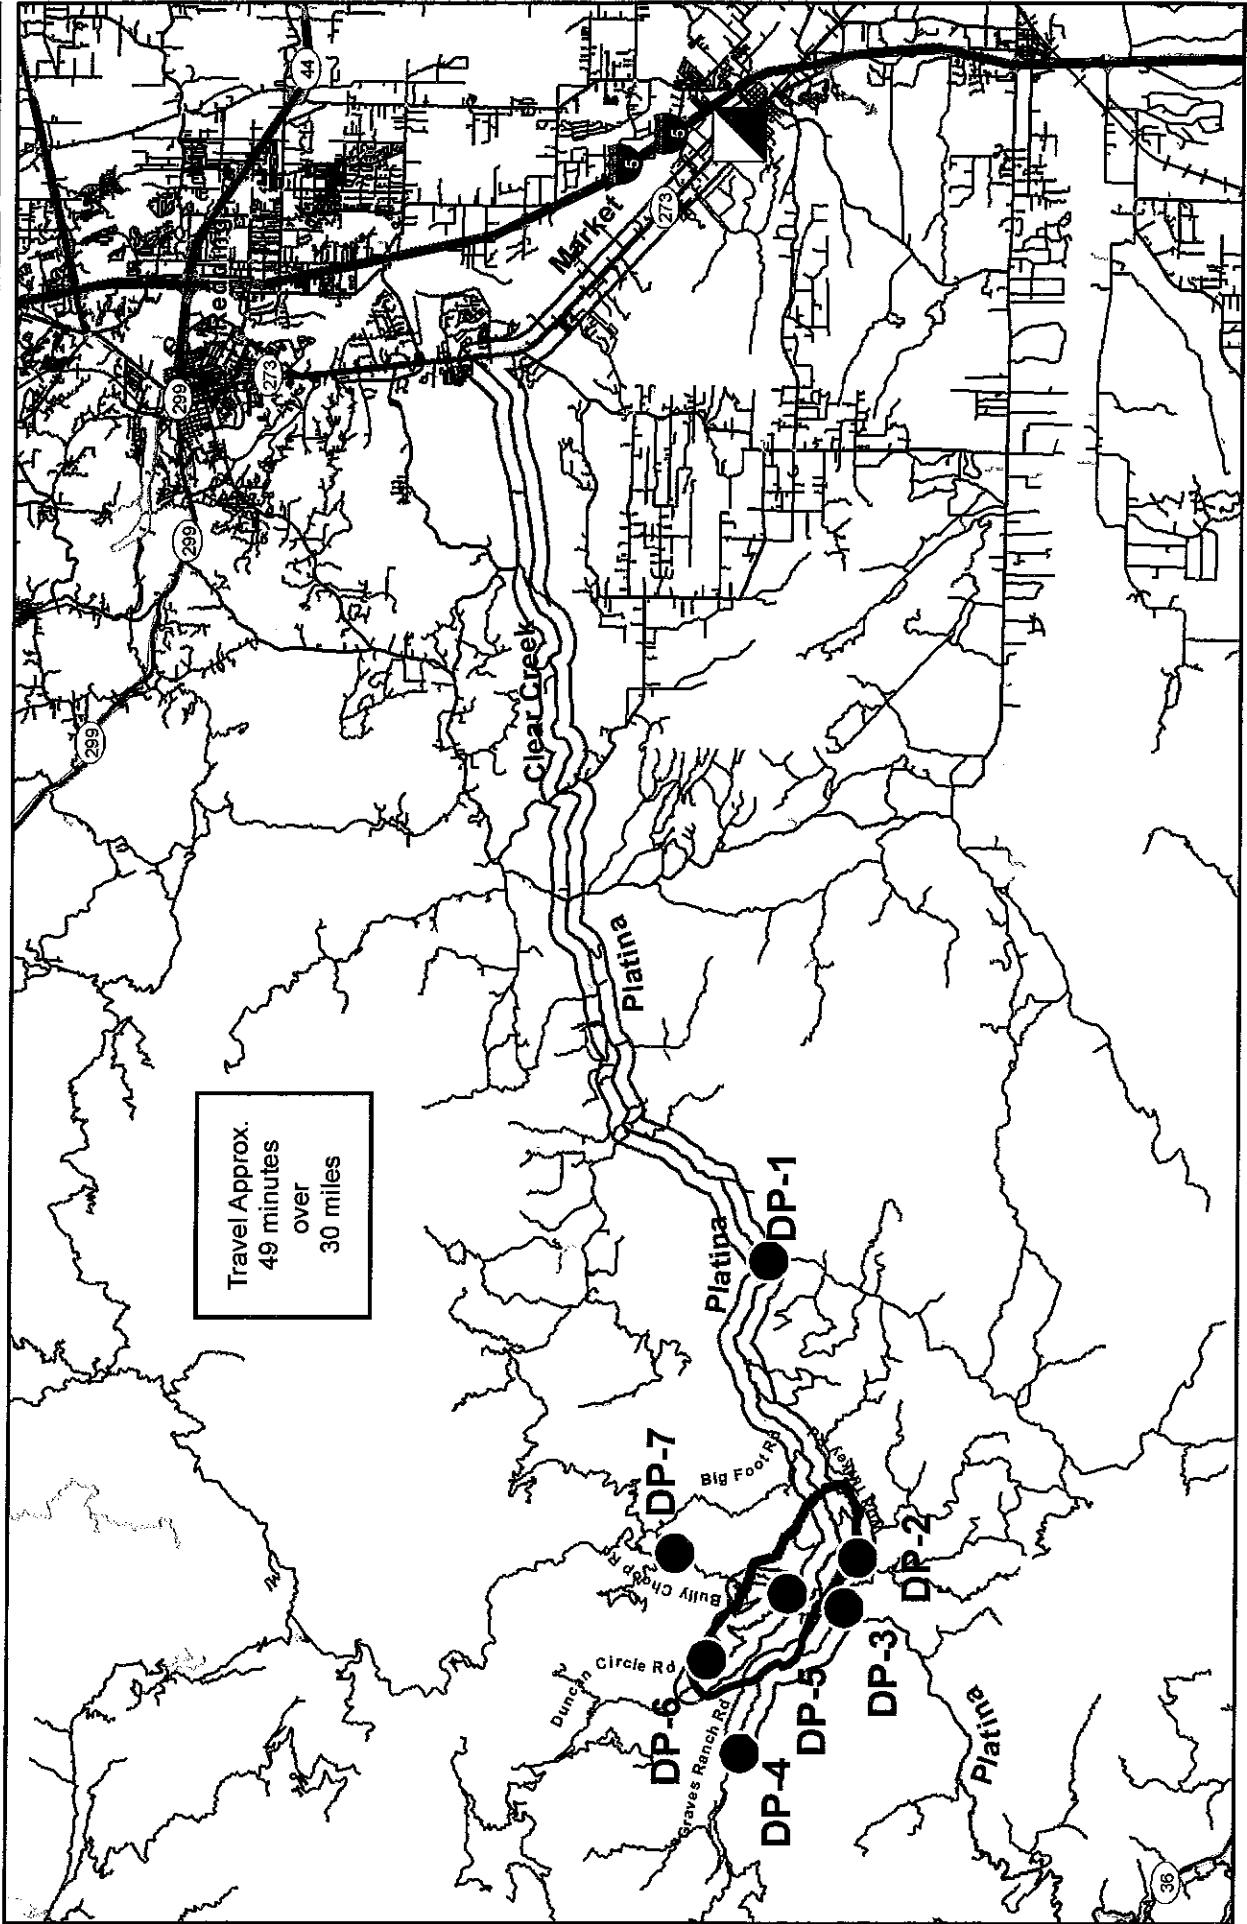 44
Redding
299
273
299
299
5
5
273
Market
Clear Creek
Platina
Travel Approx.
49 minutes
over
30 miles
DP-1
Platina
Big Foot Rd
DP-7
Bully Choop Rd
DP-2
DP-3
Duncan Circle Rd
DP-5
DP-6
Graves Ranch Rd
DP-4
Platina
36